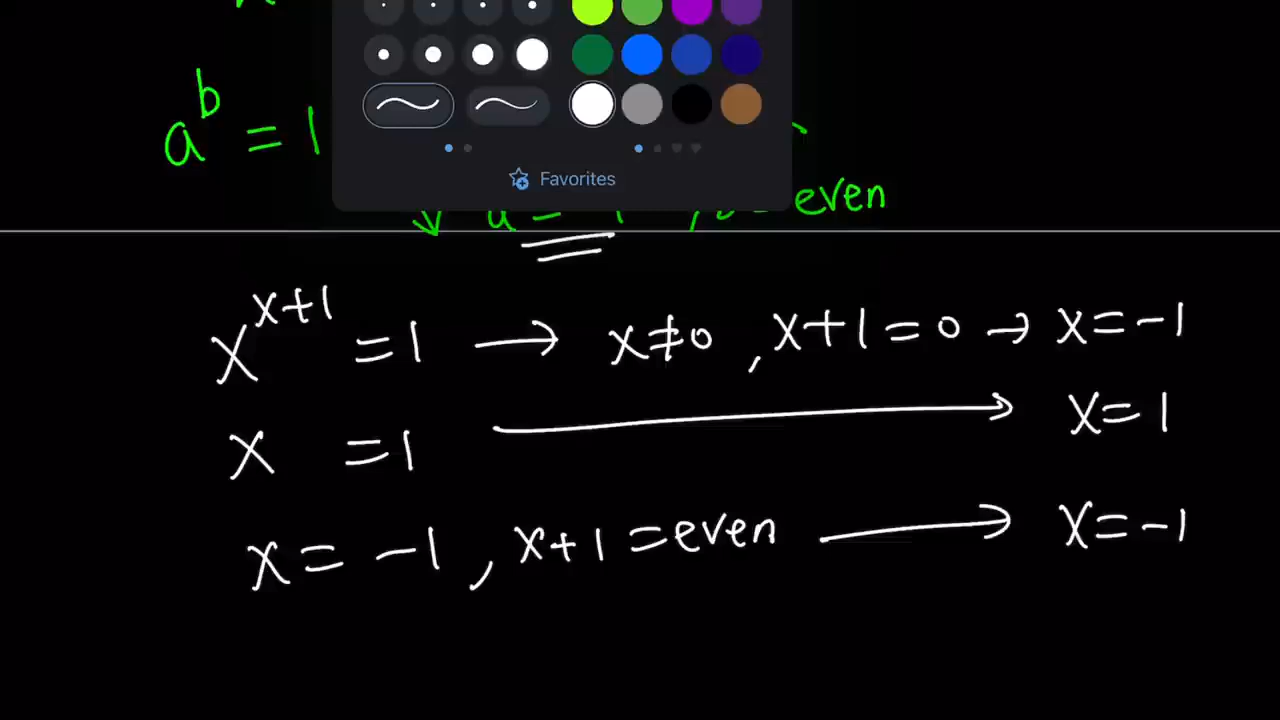 a^b = 1
Favorites
even
x^{x+1} = 1 → x ≠ 0 , x+1 = 0 → x = -1
x = 1 → x = 1
x = -1 , x+1 = even → x = -1